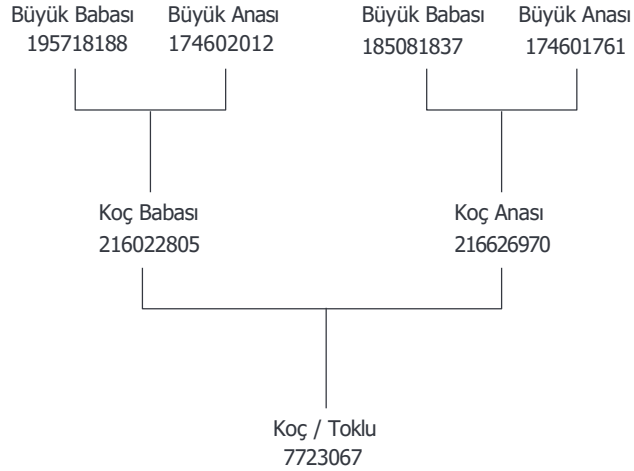 Büyük Babası Büyük Anası Büyük Babası Büyük Anası
195718188 174602012 185081837 174601761
Koç Babası Koç Anası
216022805 216626970
Koç / Toklu
7723067